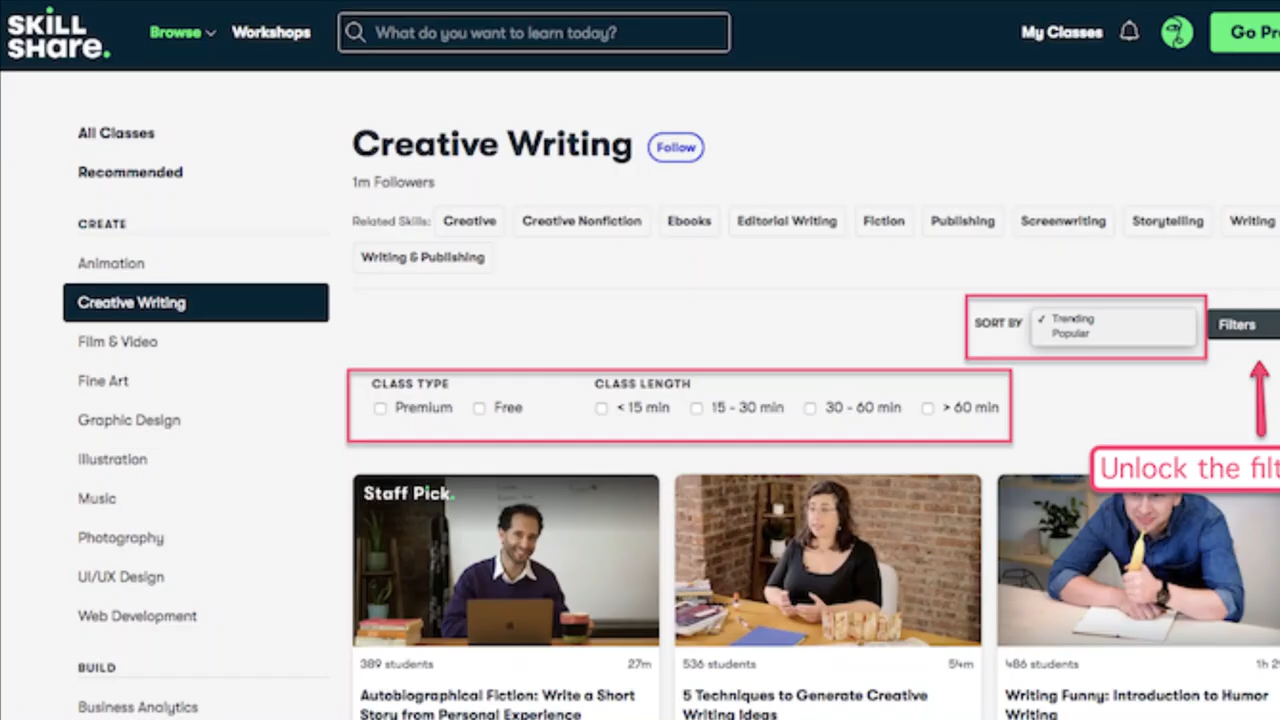 SKILL
SHARE.
Browse
Workshops
What do you want to learn today?
My Classes
Go Pr
All Classes
Recommended
CREATE
Animation
Creative Writing
Film & Video
Fine Art
Graphic Design
Illustration
Music
Photography
UI/UX Design
Web Development
BUILD
Business Analytics
Creative Writing
Follow
1m Followers
Related Skills: Creative Creative Nonfiction Ebooks Editorial Writing Fiction Publishing Screenwriting Storytelling Writing
Writing & Publishing
SORT BY
✓ Trending
Popular
Filters
CLASS TYPE
Premium Free
CLASS LENGTH
< 15 min 15 - 30 min 30 - 60 min > 60 min
Unlock the filt
Staff Pick.
389 students 27m
Autobiographical Fiction: Write a Short
Story from Personal Experience
536 students 54m
5 Techniques to Generate Creative
Writing Ideas
486 students 1h 2
Writing Funny: Introduction to Humor
Writing